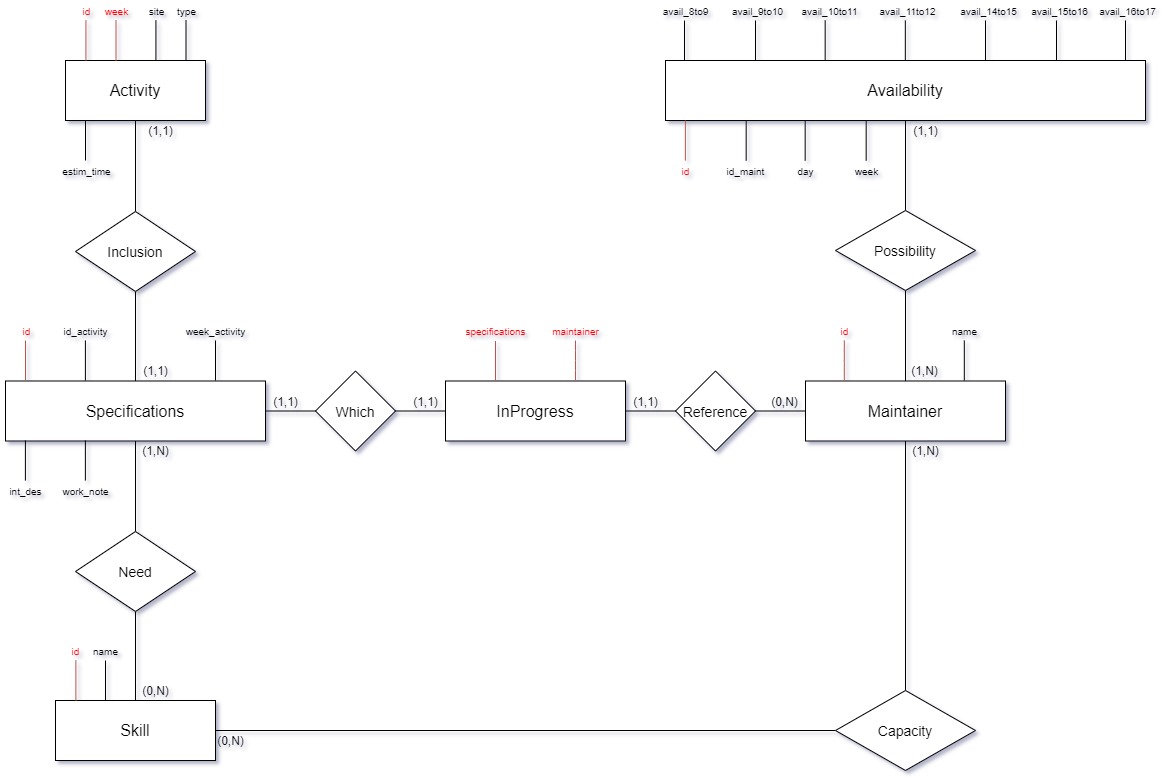 id
week
site
type
avail_8to9
avail_9to10
avail_10to11
avail_11to12
avail_14to15
avail_15to16
avail_16to17
Activity
Availability
(1,1)
(1,1)
estim_time
id
id_maint
day
week
Inclusion
Possibility
id
id_activity
week_activity
specifications
maintainer
id
name
(1,1)
(1,N)
Specifications
(1,1)
Which
(1,1)
InProgress
(1,1)
Reference
(0,N)
Maintainer
(1,N)
(1,N)
int_des
work_note
Need
id
name
(0,N)
Skill
(0,N)
Capacity